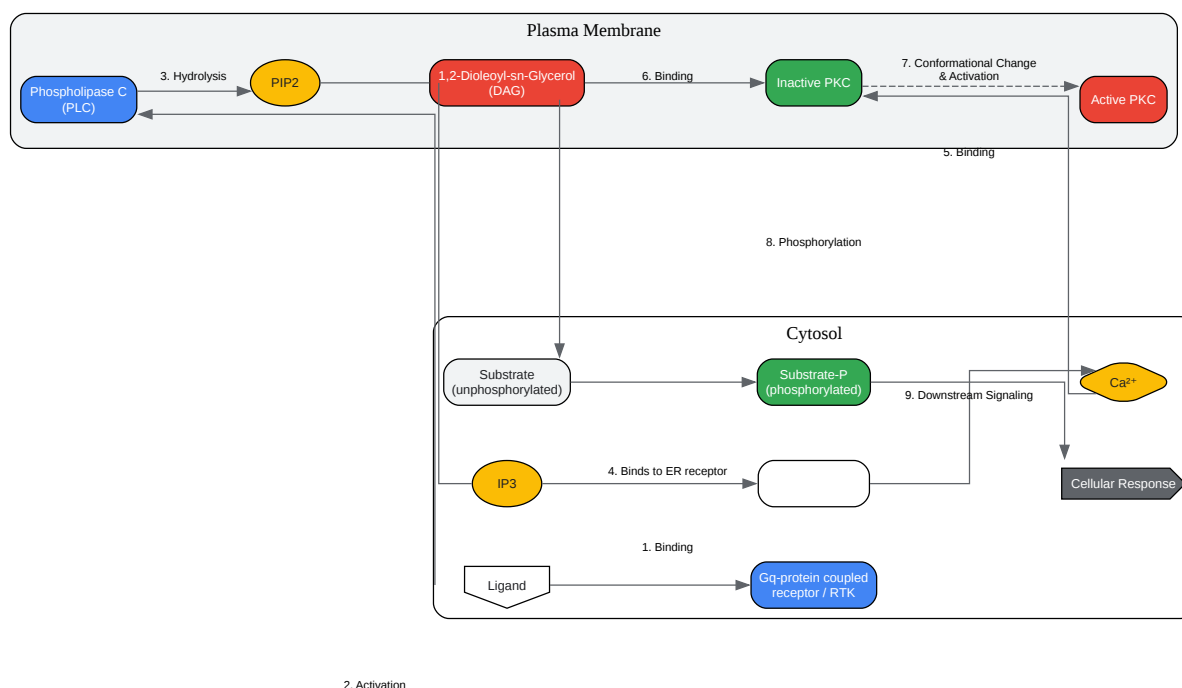 Plasma Membrane
Phospholipase C
(PLC)
3. Hydrolysis
PIP2
1,2-Dioleoyl-sn-Glycerol
(DAG)
6. Binding
Inactive PKC
7. Conformational Change
& Activation
Active PKC
5. Binding
8. Phosphorylation
Cytosol
Substrate
(unphosphorylated)
Substrate-P
(phosphorylated)
9. Downstream Signaling
Ca²⁺
IP3
4. Binds to ER receptor
Cellular Response
1. Binding
Ligand
Gq-protein coupled
receptor / RTK
2. Activation